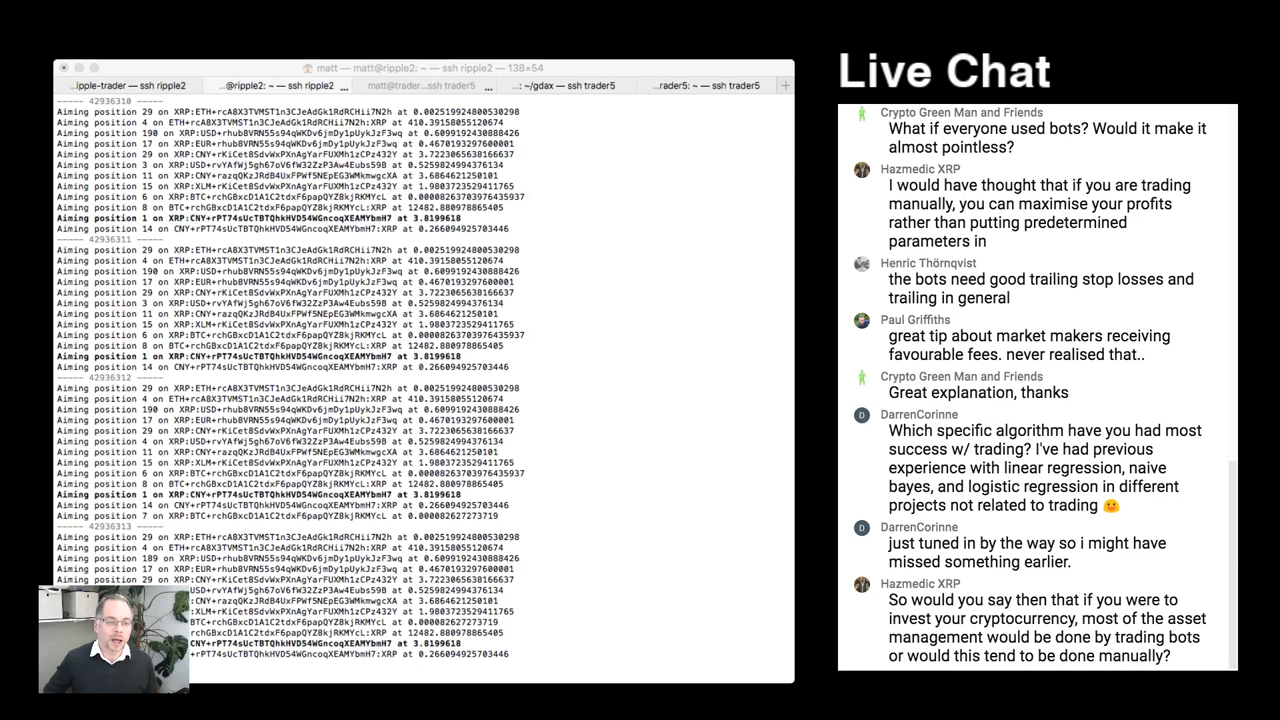 matt — matt@ripple2: ~ — ssh ripple2 — 138×54
...ipple-trader — ssh ripple2
...@ripple2: ~ — ssh ripple2 ...
matt@trader...ssh trader5 ...
...: ~/gdax — ssh trader5
...rader5: ~ — ssh trader5
+
----- 42936310 -----
Aiming position 29 on XRP:ETH+rcA8X3TVMST1n3CJeAdGk1RdRCHii7N2h at 0.002519924800530298
Aiming position 4 on ETH+rcA8X3TVMST1n3CJeAdGk1RdRCHii7N2h:XRP at 410.39158055120674
Aiming position 190 on XRP:USD+rhub8VRN55s94qWKDv6jmDy1pUykJzF3wq at 0.6099192430888426
Aiming position 17 on XRP:EUR+rhub8VRN55s94qWKDv6jmDy1pUykJzF3wq at 0.4670193297600001
Aiming position 29 on XRP:CNY+rKiCet8SdvWxPXnAgYarFUXMh1zCPz432Y at 3.7223065638166637
Aiming position 3 on XRP:USD+rvYAfWj5gh67oV6fW32ZzP3Aw4Eubs59B at 0.5259824994376134
Aiming position 11 on XRP:CNY+razqQKzJRdB4UxFPWf5NEpEG3WMkmwgcXA at 3.6864621250101
Aiming position 15 on XRP:XLM+rKiCet8SdvWxPXnAgYarFUXMh1zCPz432Y at 1.9803723529411765
Aiming position 6 on XRP:BTC+rchGBxcD1A1C2tdxF6papQYZ8kjRKMYcL at 0.00008263703976435937
Aiming position 8 on BTC+rchGBxcD1A1C2tdxF6papQYZ8kjRKMYcL:XRP at 12482.880978865405
Aiming position 1 on XRP:CNY+rPT74sUcTBTQhkHVD54WGncoqXEAMYbmH7 at 3.8199618
Aiming position 14 on CNY+rPT74sUcTBTQhkHVD54WGncoqXEAMYbmH7:XRP at 0.266094925703446
----- 42936311 -----
Aiming position 29 on XRP:ETH+rcA8X3TVMST1n3CJeAdGk1RdRCHii7N2h at 0.002519924800530298
Aiming position 4 on ETH+rcA8X3TVMST1n3CJeAdGk1RdRCHii7N2h:XRP at 410.39158055120674
Aiming position 190 on XRP:USD+rhub8VRN55s94qWKDv6jmDy1pUykJzF3wq at 0.6099192430888426
Aiming position 17 on XRP:EUR+rhub8VRN55s94qWKDv6jmDy1pUykJzF3wq at 0.4670193297600001
Aiming position 29 on XRP:CNY+rKiCet8SdvWxPXnAgYarFUXMh1zCPz432Y at 3.7223065638166637
Aiming position 3 on XRP:USD+rvYAfWj5gh67oV6fW32ZzP3Aw4Eubs59B at 0.5259824994376134
Aiming position 11 on XRP:CNY+razqQKzJRdB4UxFPWf5NEpEG3WMkmwgcXA at 3.6864621250101
Aiming position 15 on XRP:XLM+rKiCet8SdvWxPXnAgYarFUXMh1zCPz432Y at 1.9803723529411765
Aiming position 6 on XRP:BTC+rchGBxcD1A1C2tdxF6papQYZ8kjRKMYcL at 0.00008263703976435937
Aiming position 8 on BTC+rchGBxcD1A1C2tdxF6papQYZ8kjRKMYcL:XRP at 12482.880978865405
Aiming position 1 on XRP:CNY+rPT74sUcTBTQhkHVD54WGncoqXEAMYbmH7 at 3.8199618
Aiming position 14 on CNY+rPT74sUcTBTQhkHVD54WGncoqXEAMYbmH7:XRP at 0.266094925703446
----- 42936312 -----
Aiming position 29 on XRP:ETH+rcA8X3TVMST1n3CJeAdGk1RdRCHii7N2h at 0.002519924800530298
Aiming position 4 on ETH+rcA8X3TVMST1n3CJeAdGk1RdRCHii7N2h:XRP at 410.39158055120674
Aiming position 190 on XRP:USD+rhub8VRN55s94qWKDv6jmDy1pUykJzF3wq at 0.6099192430888426
Aiming position 17 on XRP:EUR+rhub8VRN55s94qWKDv6jmDy1pUykJzF3wq at 0.4670193297600001
Aiming position 29 on XRP:CNY+rKiCet8SdvWxPXnAgYarFUXMh1zCPz432Y at 3.7223065638166637
Aiming position 4 on XRP:USD+rvYAfWj5gh67oV6fW32ZzP3Aw4Eubs59B at 0.5259824994376134
Aiming position 11 on XRP:CNY+razqQKzJRdB4UxFPWf5NEpEG3WMkmwgcXA at 3.6864621250101
Aiming position 15 on XRP:XLM+rKiCet8SdvWxPXnAgYarFUXMh1zCPz432Y at 1.9803723529411765
Aiming position 6 on XRP:BTC+rchGBxcD1A1C2tdxF6papQYZ8kjRKMYcL at 0.00008263703976435937
Aiming position 8 on BTC+rchGBxcD1A1C2tdxF6papQYZ8kjRKMYcL:XRP at 12482.880978865405
Aiming position 1 on XRP:CNY+rPT74sUcTBTQhkHVD54WGncoqXEAMYbmH7 at 3.8199618
Aiming position 14 on CNY+rPT74sUcTBTQhkHVD54WGncoqXEAMYbmH7:XRP at 0.266094925703446
Aiming position 7 on XRP:BTC+rchGBxcD1A1C2tdxF6papQYZ8kjRKMYcL at 0.000082627273719
----- 42936313 -----
Aiming position 29 on XRP:ETH+rcA8X3TVMST1n3CJeAdGk1RdRCHii7N2h at 0.002519924800530298
Aiming position 4 on ETH+rcA8X3TVMST1n3CJeAdGk1RdRCHii7N2h:XRP at 410.39158055120674
Aiming position 189 on XRP:USD+rhub8VRN55s94qWKDv6jmDy1pUykJzF3wq at 0.6099192430888426
Aiming position 17 on XRP:EUR+rhub8VRN55s94qWKDv6jmDy1pUykJzF3wq at 0.4670193297600001
Aiming position 29 on XRP:CNY+rKiCet8SdvWxPXnAgYarFUXMh1zCPz432Y at 3.7223065638166637
:USD+rvYAfWj5gh67oV6fW32ZzP3Aw4Eubs59B at 0.5259824994376134
:CNY+razqQKzJRdB4UxFPWf5NEpEG3WMkmwgcXA at 3.6864621250101
:XLM+rKiCet8SdvWxPXnAgYarFUXMh1zCPz432Y at 1.9803723529411765
:BTC+rchGBxcD1A1C2tdxF6papQYZ8kjRKMYcL at 0.000082627273719
rchGBxcD1A1C2tdxF6papQYZ8kjRKMYcL:XRP at 12482.880978865405
:CNY+rPT74sUcTBTQhkHVD54WGncoqXEAMYbmH7 at 3.8199618
+rPT74sUcTBTQhkHVD54WGncoqXEAMYbmH7:XRP at 0.266094925703446
Live Chat
Crypto Green Man and Friends
What if everyone used bots? Would it make it
almost pointless?
Hazmedic XRP
I would have thought that if you are trading
manually, you can maximise your profits
rather than putting predetermined
parameters in
Henric Thörnqvist
the bots need good trailing stop losses and
trailing in general
Paul Griffiths
great tip about market makers receiving
favourable fees. never realised that..
Crypto Green Man and Friends
Great explanation, thanks
D DarrenCorinne
Which specific algorithm have you had most
success w/ trading? I've had previous
experience with linear regression, naive
bayes, and logistic regression in different
projects not related to trading
D DarrenCorinne
just tuned in by the way so i might have
missed something earlier.
Hazmedic XRP
So would you say then that if you were to
invest your cryptocurrency, most of the asset
management would be done by trading bots
or would this tend to be done manually?